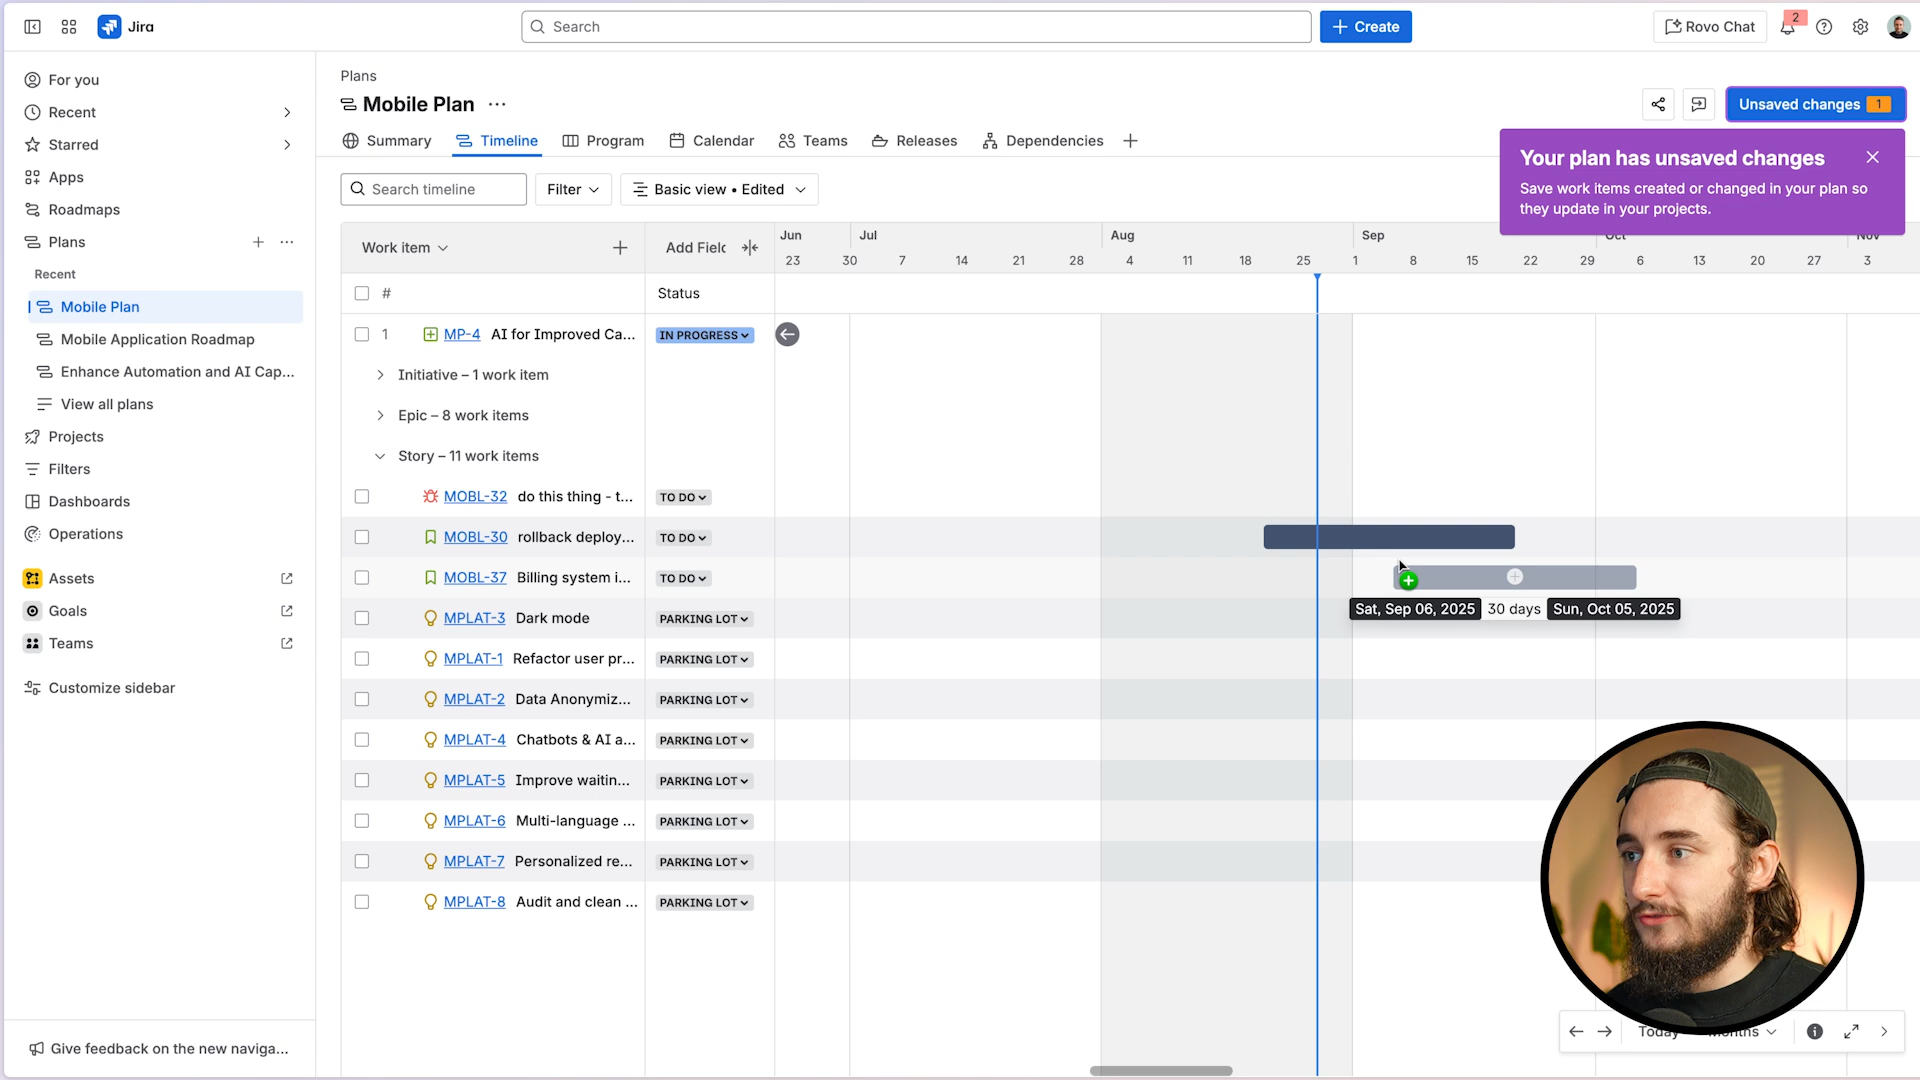 Jira
Search
Create
Rovo Chat
2
For you
Recent
Starred
Apps
Roadmaps
Plans
Recent
Mobile Plan
Mobile Application Roadmap
Enhance Automation and AI Cap...
View all plans
Projects
Filters
Dashboards
Operations
Assets
Goals
Teams
Customize sidebar
Give feedback on the new naviga...
Plans
Mobile Plan
Unsaved changes 1
Summary Timeline Program Calendar Teams Releases Dependencies
Your plan has unsaved changes
Save work items created or changed in your plan so
they update in your projects.
Search timeline Filter Basic view • Edited
Work item Add Fielc
Jun Jul Aug Sep Oct Nov
23 30 7 14 21 28 4 11 18 25 1 8 15 22 29 6 13 20 27 3
# Status
1 MP-4 AI for Improved Ca... IN PROGRESS
Initiative – 1 work item
Epic – 8 work items
Story – 11 work items
MOBL-32 do this thing - t... TO DO
MOBL-30 rollback deploy... TO DO
MOBL-37 Billing system i... TO DO
Sat, Sep 06, 2025 30 days Sun, Oct 05, 2025
MPLAT-3 Dark mode PARKING LOT
MPLAT-1 Refactor user pr... PARKING LOT
MPLAT-2 Data Anonymiz... PARKING LOT
MPLAT-4 Chatbots & AI a... PARKING LOT
MPLAT-5 Improve waitin... PARKING LOT
MPLAT-6 Multi-language ... PARKING LOT
MPLAT-7 Personalized re... PARKING LOT
MPLAT-8 Audit and clean ... PARKING LOT
Today Months